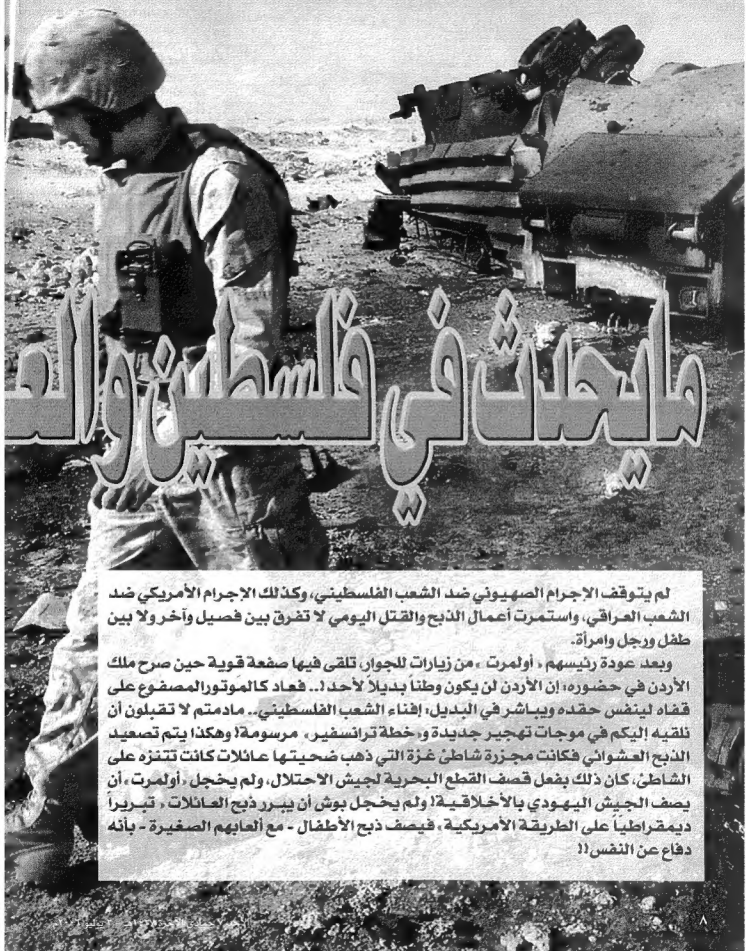 مايحدث في فلسطين والعـ
لم يتوقف الإجرام الصهيوني ضد الشعب الفلسطيني، وكذلك الإجرام الأمريكي ضد
الشعب العراقي، واستمرت أعمال الذبح والقتل اليومي لا تفرق بين فصيل وآخر ولا بين
طفل ورجل وامرأة.
وبعد عودة رئيسهم «أولمرت» من زيارات للجوار، تلقى فيها صفعة قوية حين صرح ملك
الأردن في حضوره: إن الأردن لن يكون وطناً بديلاً لأحد!.. فعاد كالموتور المصفوع على
قفاه لينفس حقده ويباشر في البديل: إفناء الشعب الفلسطيني.. مادمتم لا تقبلون أن
نلقيه إليكم في موجات تهجير جديدة و«خطة ترانسفير» مرسومة! وهكذا يتم تصعيد
الذبح العشوائي فكانت مجزرة شاطئ غزة التي ذهب ضحيتها عائلات كانت تتنزه على
الشاطئ، كان ذلك بفعل قصف القطع البحرية لجيش الاحتلال، ولم يخجل «أولمرت» أن
يصف الجيش اليهودي بالأخلاقية! ولم يخجل بوش أن يبرر ذبح العائلات «تبريراً
ديمقراطياً على الطريقة الأمريكية» فيصف ذبح الأطفال - مع ألعابهم الصغيرة - بأنه
دفاع عن النفس!!
٨